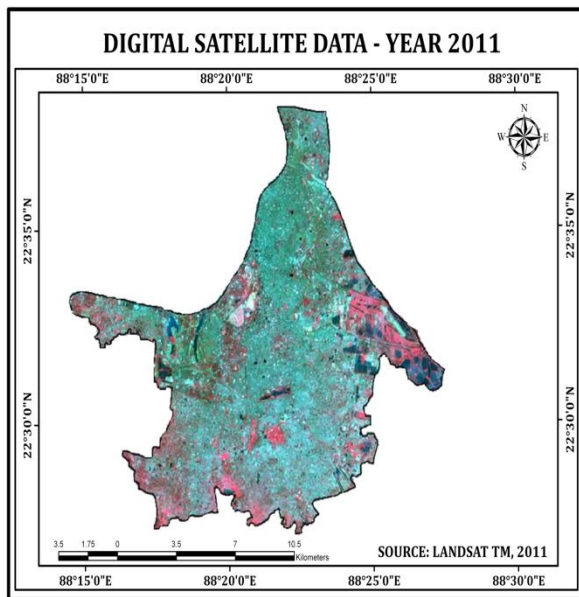 DIGITAL SATELLITE DATA - YEAR 2011
88°15'0"E 88°20'0"E 88°25'0"E 88°30'0"E
N
W E
S
22°35'0"N 22°35'0"N
22°30'0"N 22°30'0"N
3.5 1.75 0 3.5 7 10.5
Kilometers
SOURCE: LANDSAT TM, 2011
88°15'0"E 88°20'0"E 88°25'0"E 88°30'0"E